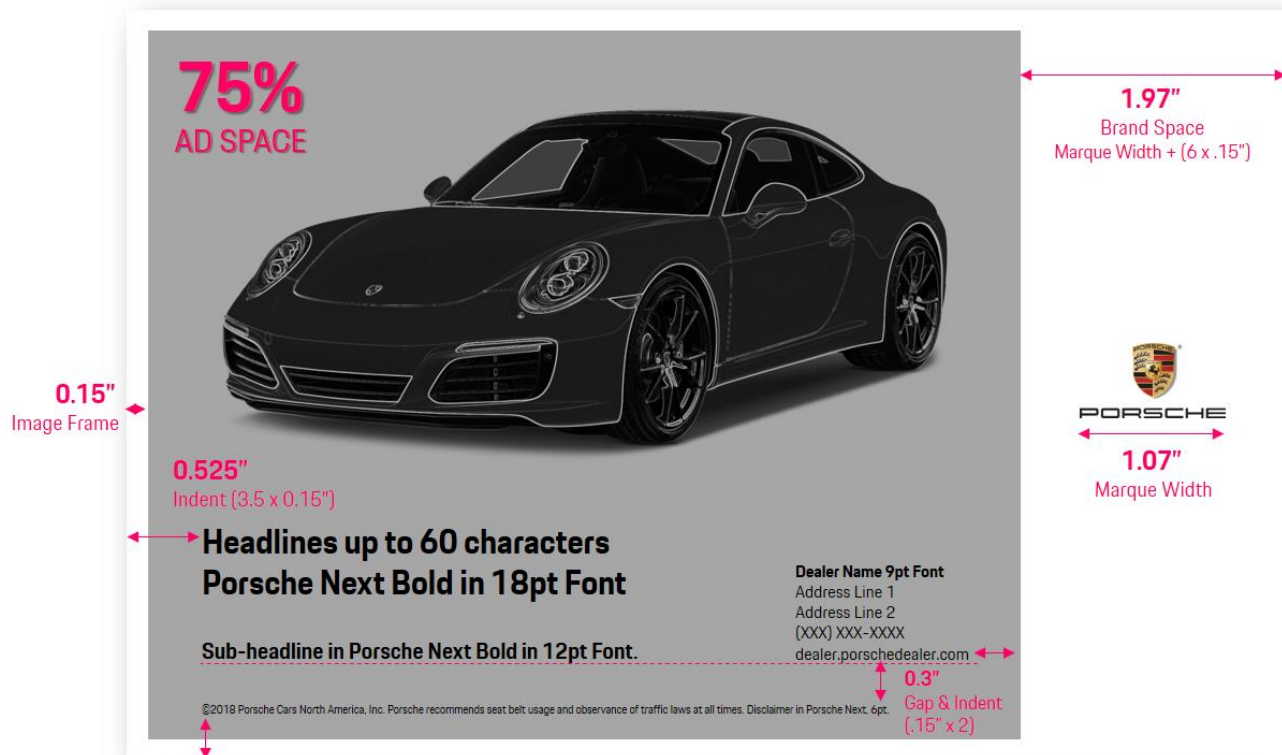 75%
AD SPACE
1.97"
Brand Space
Marque Width + (6 x .15")
PORSCHE
PORSCHE
0.15"
Image Frame
1.07"
Marque Width
0.525"
Indent (3.5 x 0.15")
Headlines up to 60 characters
Porsche Next Bold in 18pt Font
Sub-headline in Porsche Next Bold in 12pt Font.
Dealer Name 9pt Font
Address Line 1
Address Line 2
(XXX) XXX-XXXX
dealer.porschedealer.com
0.3"
Gap & Indent
(.15" x 2)
©2018 Porsche Cars North America, Inc. Porsche recommends seat belt usage and observance of traffic laws at all times. Disclaimer in Porsche Next, 6pt.